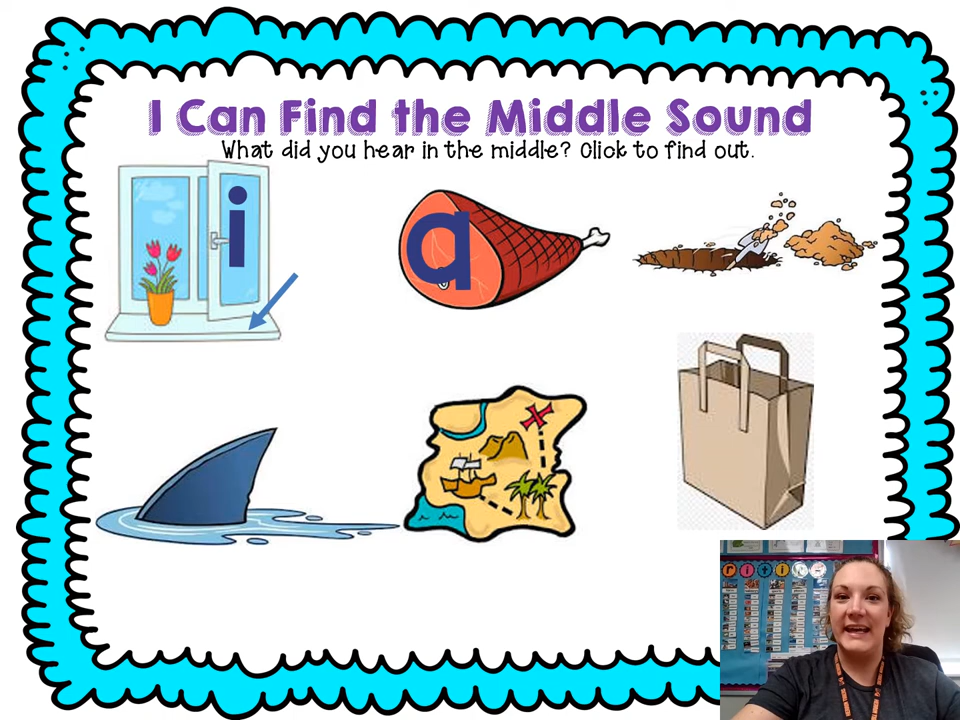 I Can Find the Middle Sound
What did you hear in the middle? Click to find out.
i
a